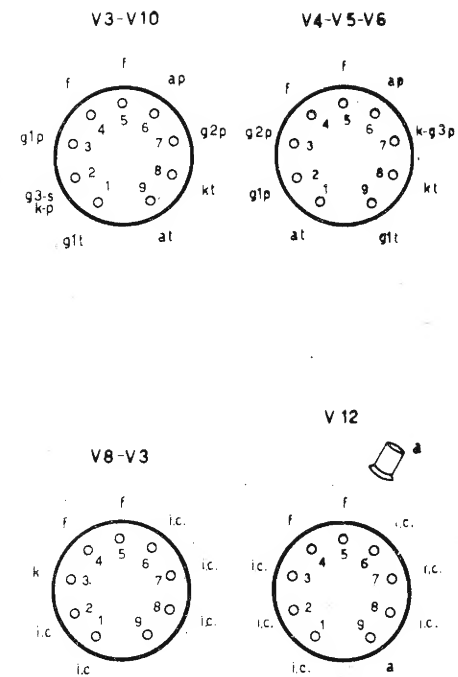 V3-V10
f
f
ap
g1p
g2p
4
5
6
3
7
2
8
1
9
g3-s
k-p
kt
g1t
at
V4-V5-V6
f
f
ap
g2p
k-g3p
4
5
6
3
7
2
8
1
9
g1p
kt
at
g1t
V8-V3
f
f
i.c.
k
i.c.
4
5
6
3
7
2
8
1
9
i.c
i.c.
i.c
V12
a
f
f
i.c.
i.c.
4
5
6
3
7
2
8
1
9
i.c.
i.c.
i.c.
a